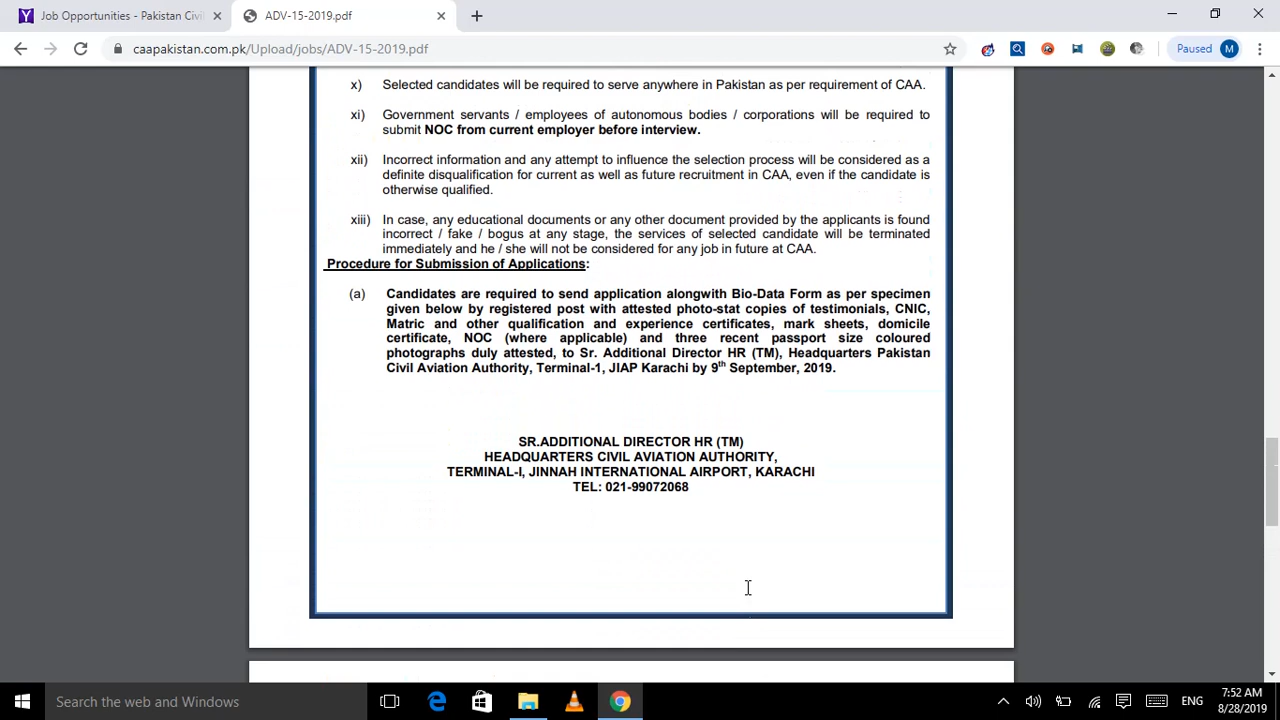 Job Opportunities - Pakistan Civil
ADV-15-2019.pdf
caapakistan.com.pk/Upload/jobs/ADV-15-2019.pdf
Paused
M
x) Selected candidates will be required to serve anywhere in Pakistan as per requirement of CAA.
xi) Government servants / employees of autonomous bodies / corporations will be required to
submit NOC from current employer before interview.
xii) Incorrect information and any attempt to influence the selection process will be considered as a
definite disqualification for current as well as future recruitment in CAA, even if the candidate is
otherwise qualified.
xiii) In case, any educational documents or any other document provided by the applicants is found
incorrect / fake / bogus at any stage, the services of selected candidate will be terminated
immediately and he / she will not be considered for any job in future at CAA.
Procedure for Submission of Applications:
(a) Candidates are required to send application alongwith Bio-Data Form as per specimen
given below by registered post with attested photo-stat copies of testimonials, CNIC,
Matric and other qualification and experience certificates, mark sheets, domicile
certificate, NOC (where applicable) and three recent passport size coloured
photographs duly attested, to Sr. Additional Director HR (TM), Headquarters Pakistan
Civil Aviation Authority, Terminal-1, JIAP Karachi by 9th September, 2019.
SR.ADDITIONAL DIRECTOR HR (TM)
HEADQUARTERS CIVIL AVIATION AUTHORITY,
TERMINAL-I, JINNAH INTERNATIONAL AIRPORT, KARACHI
TEL: 021-99072068
Search the web and Windows
ENG
7:52 AM
8/28/2019